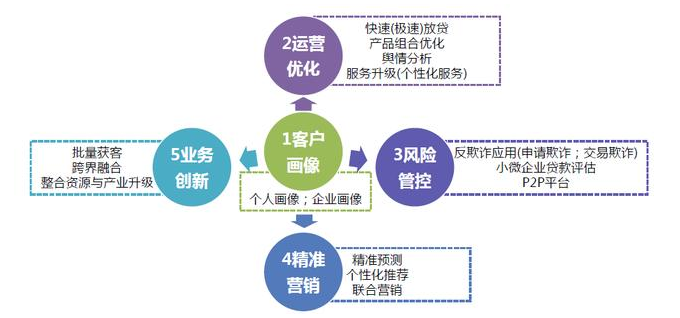 2运营
优化
快速(极速)放贷
产品组合优化
舆情分析
服务升级(个性化服务)
1客户
画像
个人画像；企业画像
5业务
创新
批量获客
跨界融合
整合资源与产业升级
3风险
管控
反欺诈应用(申请欺诈；交易欺诈)
小微企业贷款评估
P2P平台
4精准
营销
精准预测
个性化推荐
联合营销